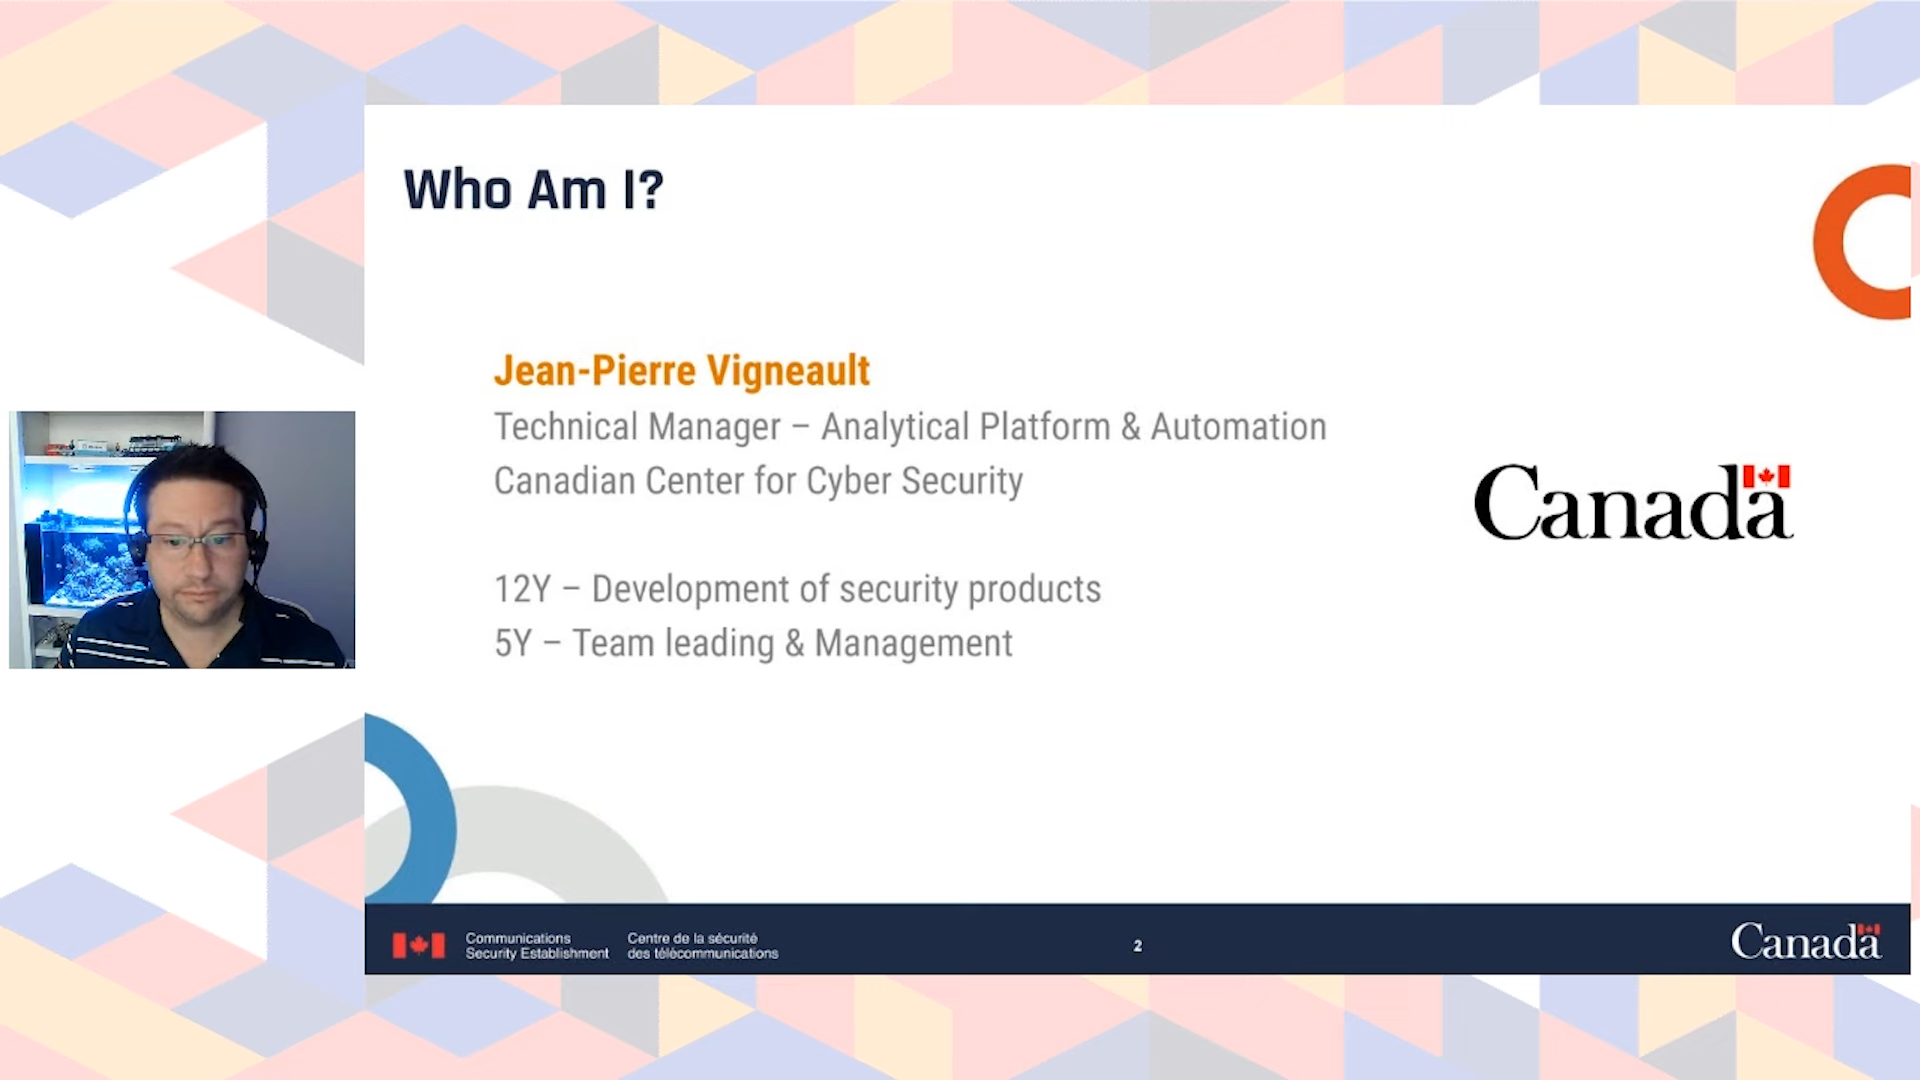 Who Am I?
Jean-Pierre Vigneault
Technical Manager – Analytical Platform & Automation
Canadian Center for Cyber Security
12Y – Development of security products
5Y – Team leading & Management
Canada
Communications
Security Establishment
Centre de la sécurité
des télécommunications
2
Canada